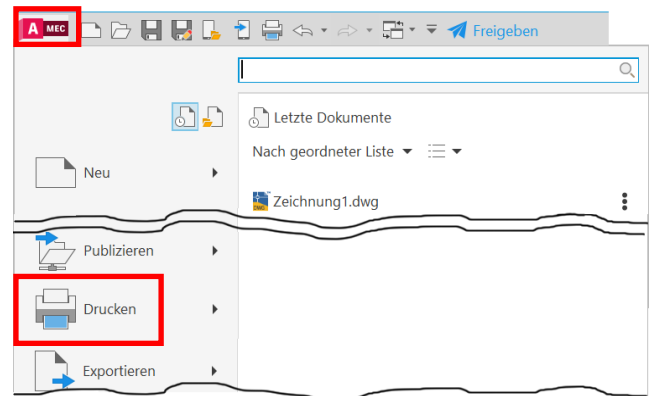 A MEC Freigeben
Letzte Dokumente
Nach geordneter Liste
Neu
Zeichnung1.dwg
Publizieren
Drucken
Exportieren